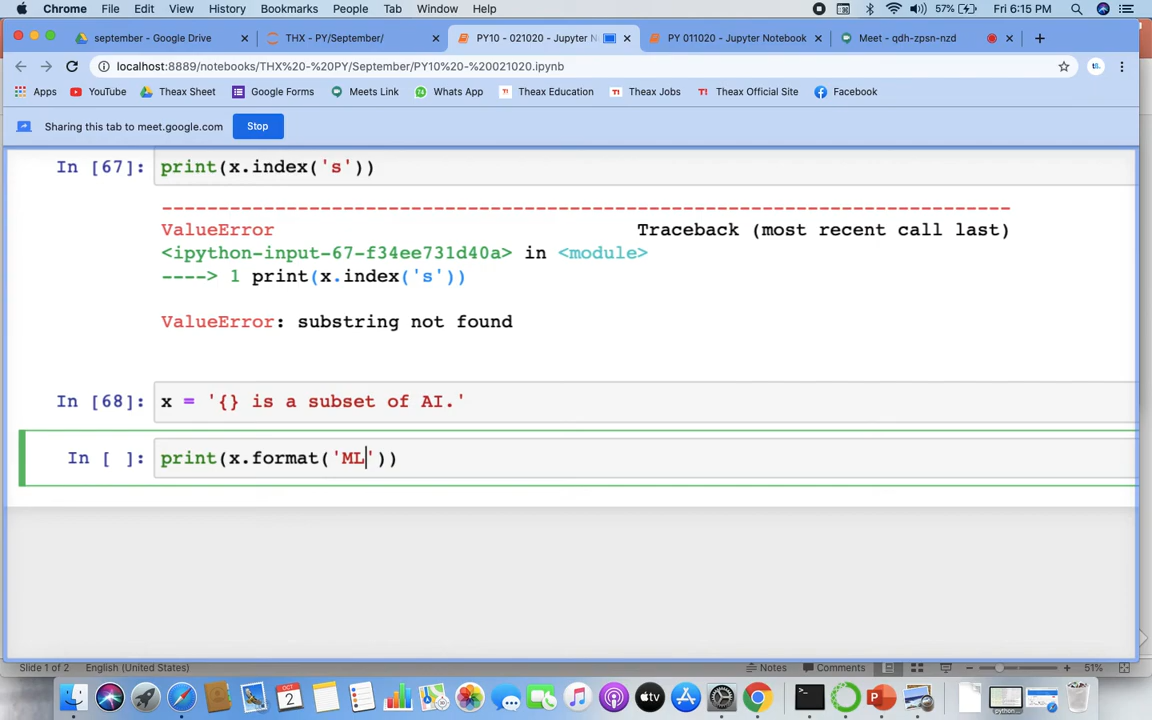 Chrome File Edit View History Bookmarks People Tab Window Help 57% Fri 6:15 PM
september - Google Drive THX - PY/September/ PY10 - 021020 - Jupyter N PY 011020 - Jupyter Notebook Meet - qdh-zpsn-nzd
localhost:8889/notebooks/THX%20-%20PY/September/PY10%20-%20021020.ipynb
Apps YouTube Theax Sheet Google Forms Meets Link Whats App Theax Education Theax Jobs Theax Official Site Facebook
Sharing this tab to meet.google.com Stop
In [67]: print(x.index('s'))
---------------------------------------------------------------------------
ValueError Traceback (most recent call last)
<ipython-input-67-f34ee731d40a> in <module>
----> 1 print(x.index('s'))
ValueError: substring not found
In [68]: x = '{} is a subset of AI.'
In [ ]: print(x.format('ML'))
Slide 1 of 2 English (United States) Notes Comments 51%
OCT
2